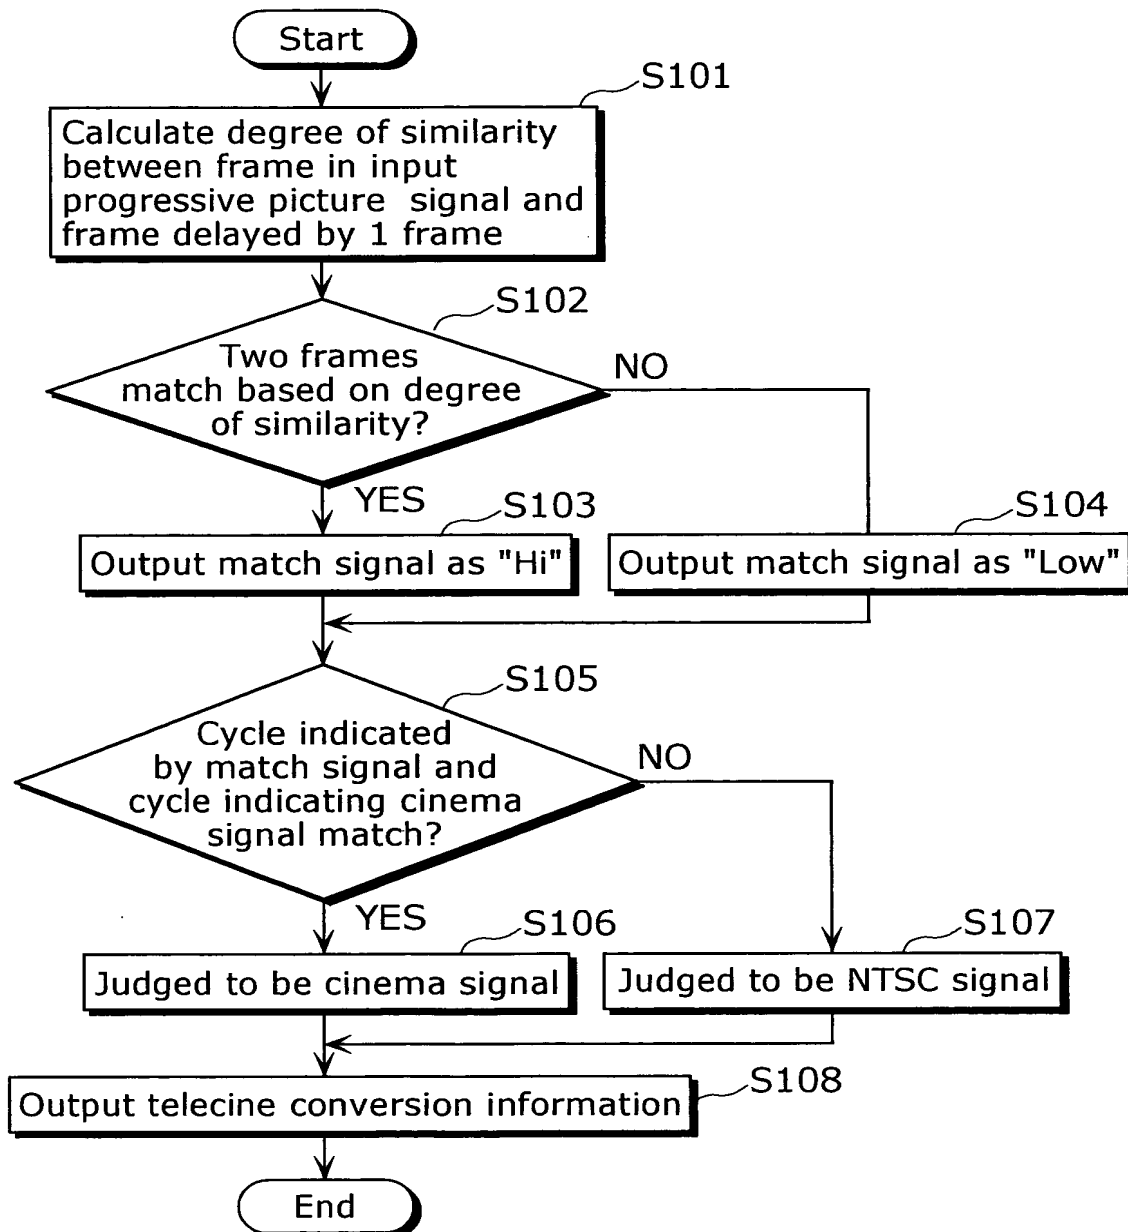 Start
S101
Calculate degree of similarity
between frame in input
progressive picture signal and
frame delayed by 1 frame
S102
Two frames
match based on degree
of similarity?
NO
YES
S103
Output match signal as "Hi"
S104
Output match signal as "Low"
S105
Cycle indicated
by match signal and
cycle indicating cinema
signal match?
NO
YES
S106
Judged to be cinema signal
S107
Judged to be NTSC signal
S108
Output telecine conversion information
End